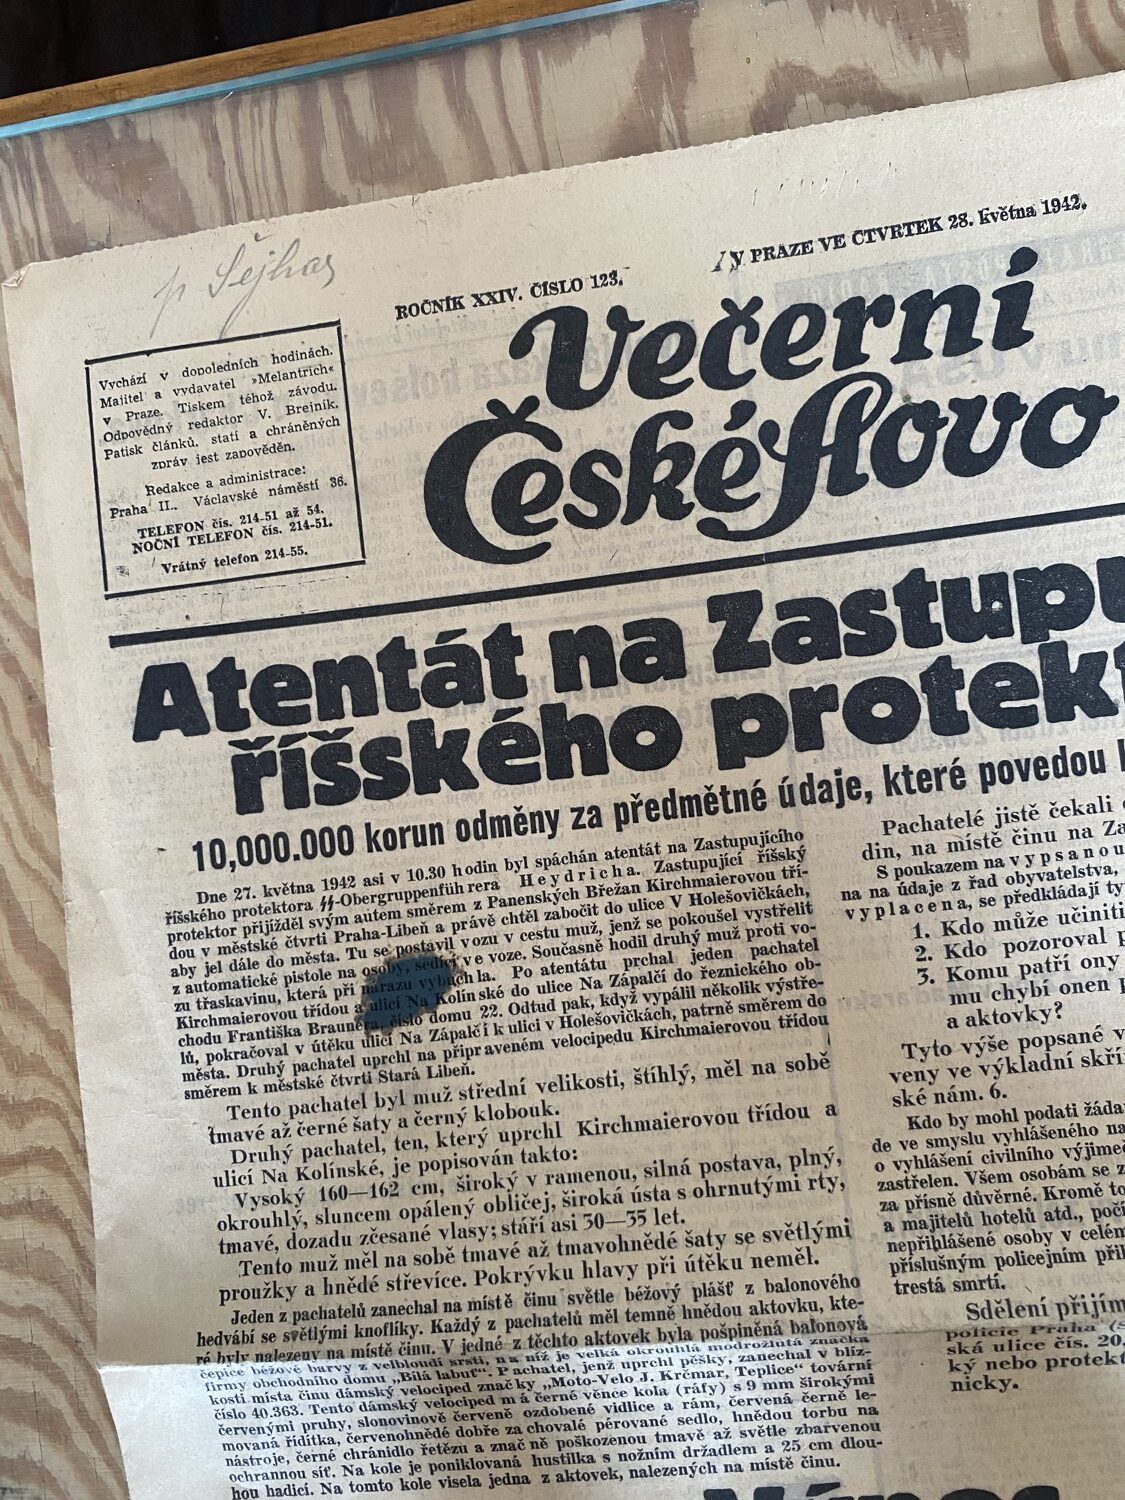 p Šejhar
ROČNÍK XXIV. ČÍSLO 123.
V PRAZE VE ČTVRTEK 28. května 1942.
Vychází v dopoledních hodinách.
Majitel a vydavatel »Melantrich«
v Praze. Tiskem téhož závodu.
Odpovědný redaktor V. Brejník.
Patisk článků, statí a chráněných
zpráv jest zapověděn.
Redakce a administrace:
Praha II., Václavské náměstí 36.
TELEFON čís. 214-51 až 54.
NOČNÍ TELEFON čís. 214-51.
Vrátný telefon 214-55.
Večerní
České slovo
Atentát na Zastupu
říšského protekt
10,000.000 korun odměny za předmětné údaje, které povedou
Dne 27. května 1942 asi v 10.30 hodin byl spáchán atentát na Zastupujícího
říšského protektora SS-Obergruppenführera Heydricha. Zastupující říšský
protektor přijížděl svým autem směrem z Panenských Břežan Kirchmaierovou tří-
dou v městské čtvrti Praha-Libeň a právě chtěl zabočit do ulice V Holešovičkách,
aby jel dále do města. Tu se postavil vozu v cestu muž, jenž se pokoušel vystřelit
z automatické pistole na osoby, sedící ve voze. Současně hodil druhý muž proti vo-
zu třaskavinu, která při nárazu vybuchla. Po atentátu prchal jeden pachatel
Kirchmaierovou třídou a ulicí Na Kolínské do ulice Na Zápalčí do řeznického ob-
chodu Františka Braunera, číslo domu 22. Odtud pak, když vypálil několik výstře-
lů, pokračoval v útěku ulicí Na Zápalčí k ulici v Holešovičkách, patrně směrem do
města. Druhý pachatel uprchl na připraveném velocipedu Kirchmaierovou třídou
směrem k městské čtvrti Stará Libeň.
Tento pachatel byl muž střední velikosti, štíhlý, měl na sobě
tmavé až černé šaty a černý klobouk.
Druhý pachatel, ten, který uprchl Kirchmaierovou třídou a
ulicí Na Kolínské, je popisován takto:
Vysoký 160—162 cm, široký v ramenou, silná postava, plný,
okrouhlý, sluncem opálený obličej, široká ústa s ohrnutými rty,
tmavé, dozadu zčesané vlasy; stáří asi 30—35 let.
Tento muž měl na sobě tmavé až tmavohnědé šaty se světlými
proužky a hnědé střevíce. Pokrývku hlavy při útěku neměl.
Jeden z pachatelů zanechal na místě činu světle béžový plášť z balonového
hedvábí se světlými knoflíky. Každý z pachatelů měl temně hnědou aktovku, kte-
ré byly nalezeny na místě činu. V jedné z těchto aktovek byla pošpiněná balonová
čepice béžové barvy z velbloudí srsti, na níž je velká okrouhlá modrožlutá značka
firmy obchodního domu „Bílá labuť“. Pachatel, jenž uprchl pěšky, zanechal v blíz-
kosti místa činu dámský velociped značky „Moto-Velo J. Krčmar, Teplice“ tovární
číslo 40.363. Tento dámský velociped má černé věnce kola (ráfy) s 9 mm širokými
červenými pruhy, slonovinově červeně ozdobené vidlice a rám, červená černě le-
movaná řídítka, červenohnědé dobře zachovalé pérované sedlo, hnědou torbu na
nástroje, černé chránidlo řetězu a značně poškozenou tmavě až světle zbarvenou
ochrannou síť. Na kole je poniklovaná hustilka s nožním držadlem a 25 cm dlou-
hou hadicí. Na tomto kole visela jedna z aktovek, nalezených na místě činu.
Pachatelé jistě čekali
din, na místě činu na Za
S poukazem na vypsanou
na na údaje z řad obyvatelstva,
vyplacena, se předkládají ty
1. Kdo může učiniti
2. Kdo pozoroval p
3. Komu patří ony
mu chybí onen p
a aktovky?
Tyto výše popsané v
veny ve výkladní skří
ské nám. 6.
Kdo by mohl podati žáda
de ve smyslu vyhlášeného na
o vyhlášení civilního výjimeč
zastřelen. Všem osobám se z
za přísně důvěrné. Kromě to
a majitelů hotelů atd., poči
nepřihlášené osoby v celém
příslušným policejním přihl
trestá smrtí.
Sdělení přijím
policie Praha (s
ská ulice čís. 20,
ký nebo protekt
nicky.